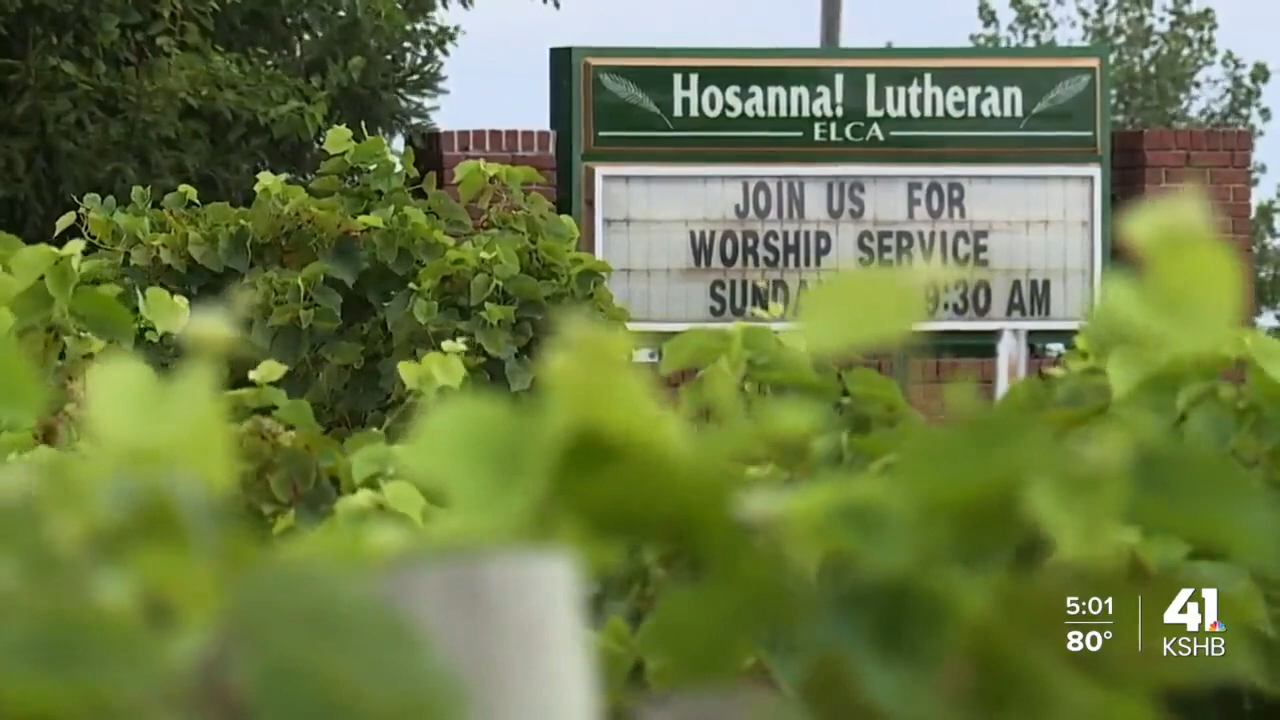 Hosanna! Lutheran
ELCA
JOIN US FOR
WORSHIP SERVICE
9:30 AM
5:01
80°
41
KSHB